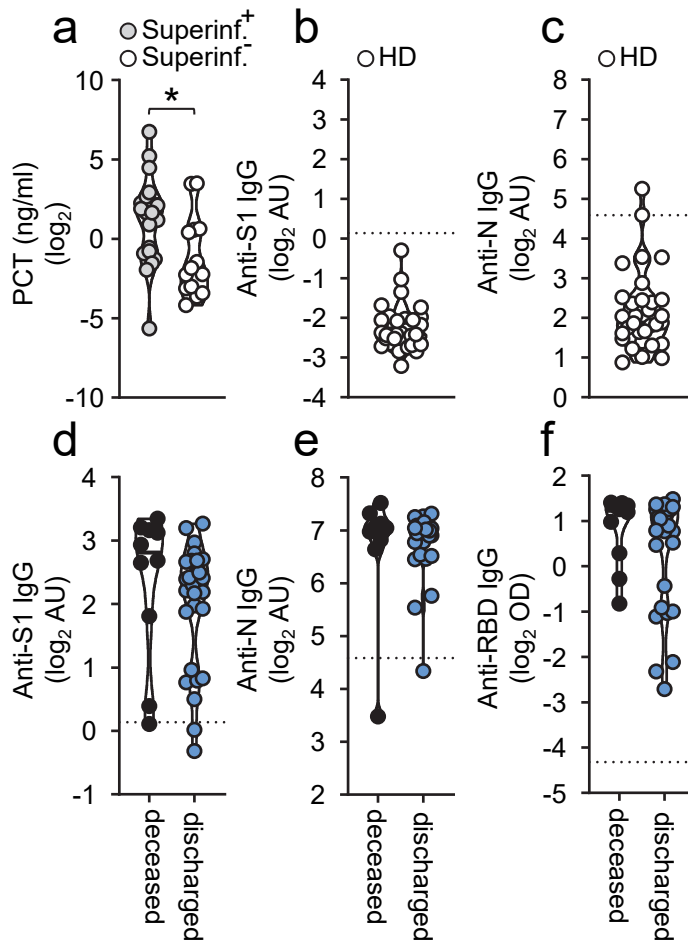 a
Superinf.+
Superinf.-
PCT (ng/ml)
(log2)
10
5
0
-5
-10
*
b
HD
Anti-S1 IgG
(log2 AU)
4
3
2
1
0
-1
-2
-3
-4
c
HD
Anti-N IgG
(log2 AU)
8
7
6
5
4
3
2
1
0
d
Anti-S1 IgG
(log2 AU)
4
3
2
1
0
-1
deceased
discharged
e
Anti-N IgG
(log2 AU)
8
7
6
5
4
3
2
deceased
discharged
f
Anti-RBD IgG
(log2 OD)
2
1
0
-1
-2
-3
-4
-5
deceased
discharged